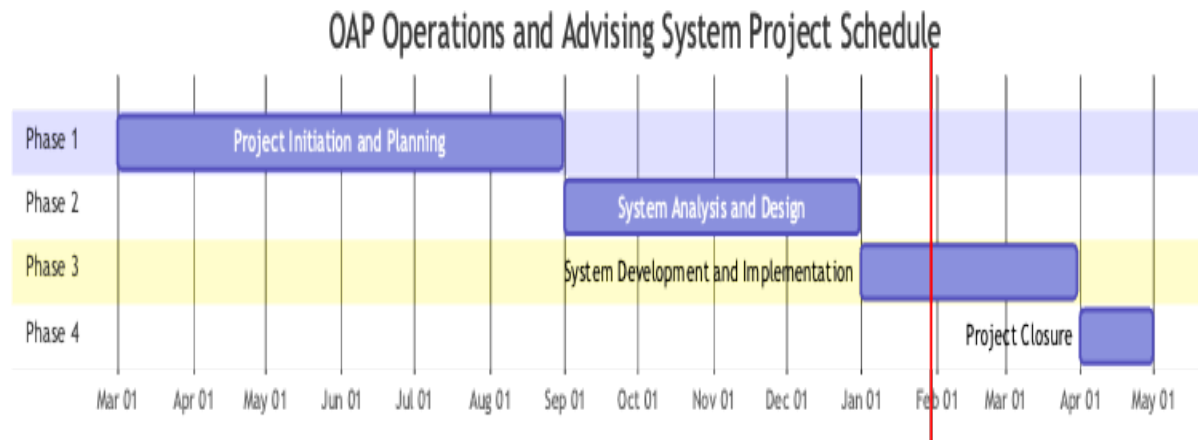 OAP Operations and Advising System Project Schedule
Phase 1
Project Initiation and Planning
Phase 2
System Analysis and Design
Phase 3
System Development and Implementation
Phase 4
Project Closure
Mar 01 Apr 01 May 01 Jun 01 Jul 01 Aug 01 Sep 01 Oct 01 Nov 01 Dec 01 Jan 01 Feb 01 Mar 01 Apr 01 May 01